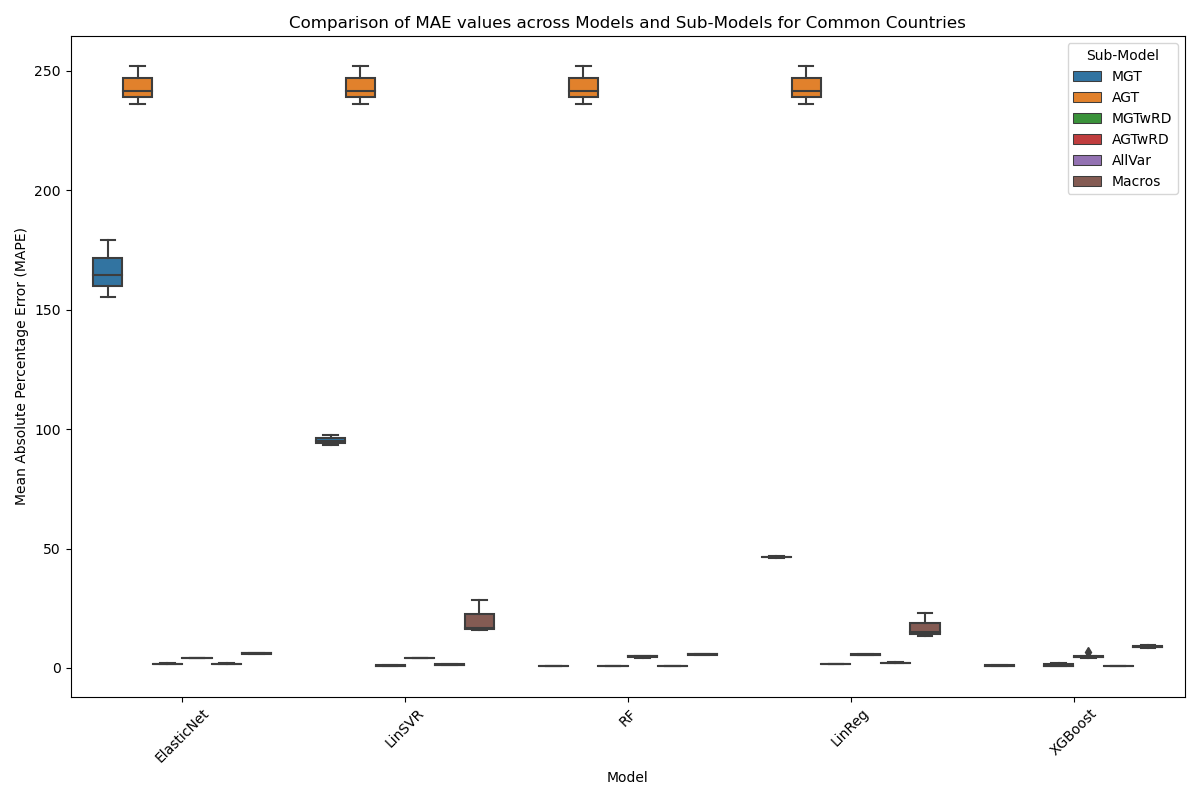 Comparison of MAE values across Models and Sub-Models for Common Countries
Mean Absolute Percentage Error (MAPE)
250
200
150
100
50
0
Sub-Model
MGT
AGT
MGTwRD
AGTwRD
AllVar
Macros
ElasticNet
LinSVR
RF
LinReg
XGBoost
Model